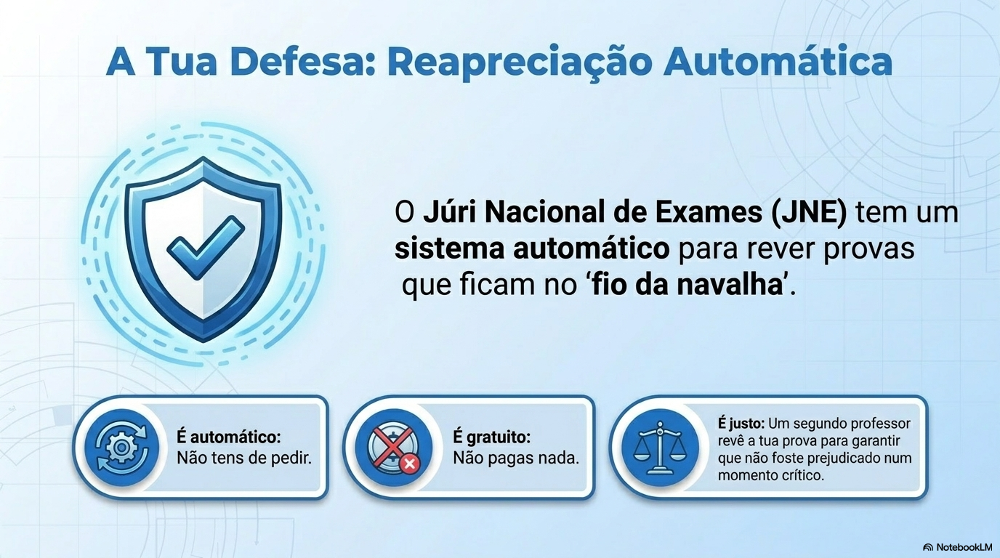 A Tua Defesa: Reapreciação Automática
O Júri Nacional de Exames (JNE) tem um
sistema automático para rever provas
que ficam no ‘fio da navalha’.
É automático:
Não tens de pedir.
É gratuito:
Não pagas nada.
É justo: Um segundo professor
revê a tua prova para garantir
que não foste prejudicado num
momento crítico.
NotebookLM